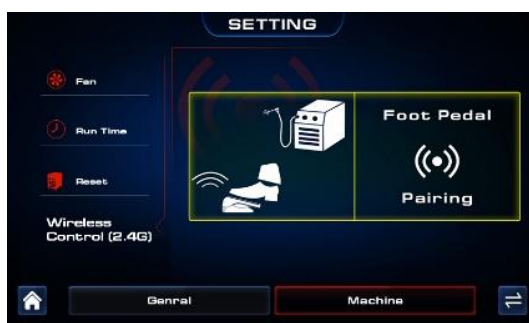 SETTING
Fan
Run Time
Reset
Wireless
Control (2.4G)
Foot Pedal
Pairing
Genral
Machine